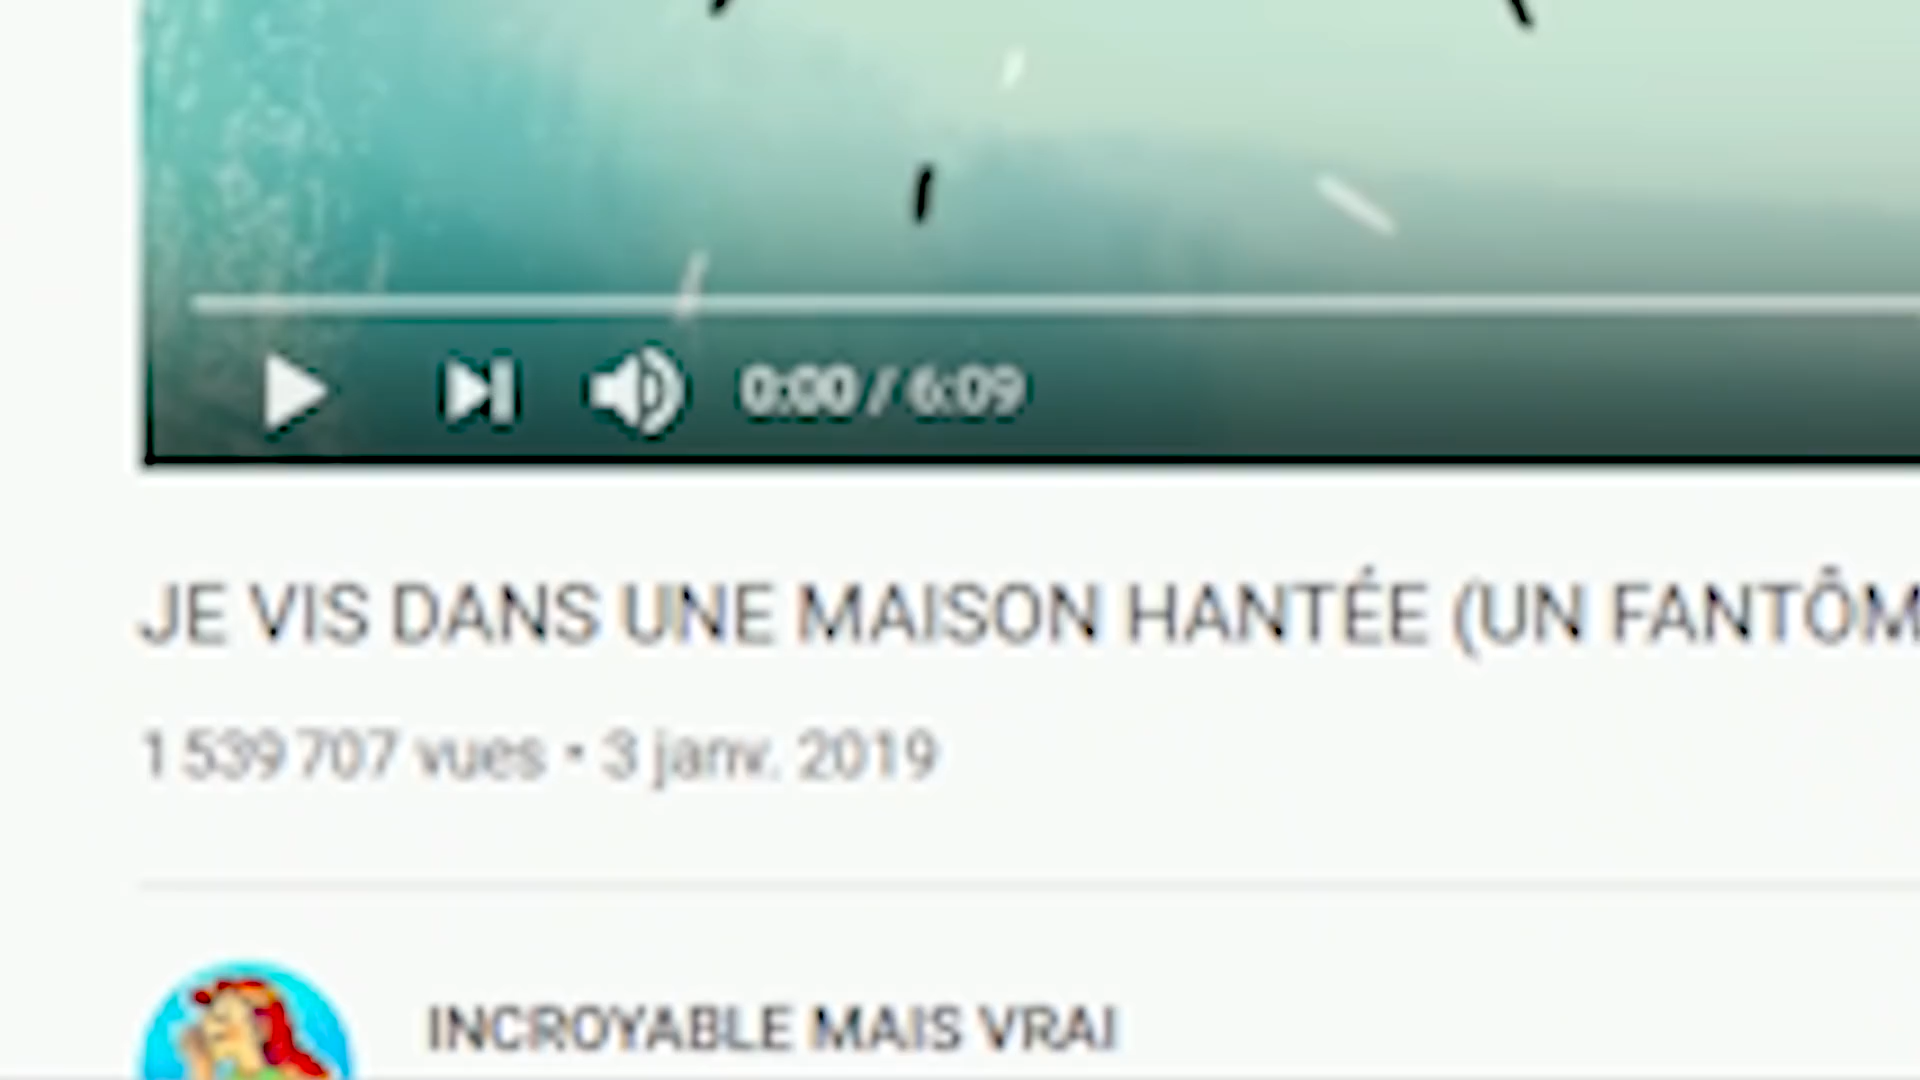 0:00 / 6:09
JE VIS DANS UNE MAISON HANTÉE (UN FANTÔM
1 539 707 vues • 3 janv. 2019
INCROYABLE MAIS VRAI